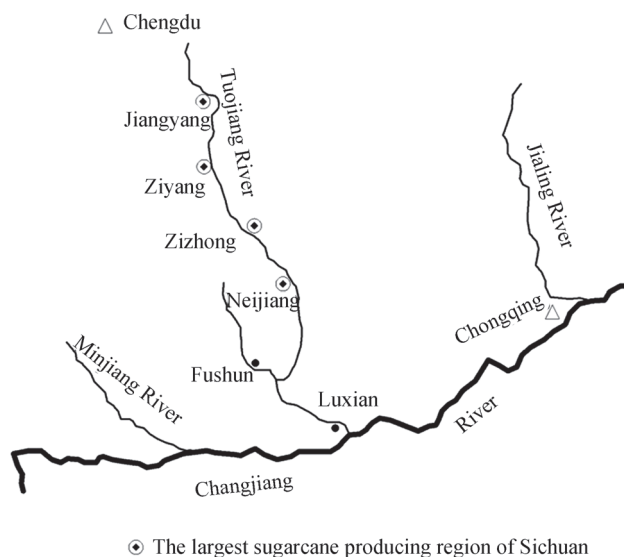 Chengdu
Tuojiang River
Jiangyang
Ziyang
Zizhong
Neijiang
Jialing River
Chongqing
Minjiang River
Fushun
Luxian
Changjiang
River
The largest sugarcane producing region of Sichuan